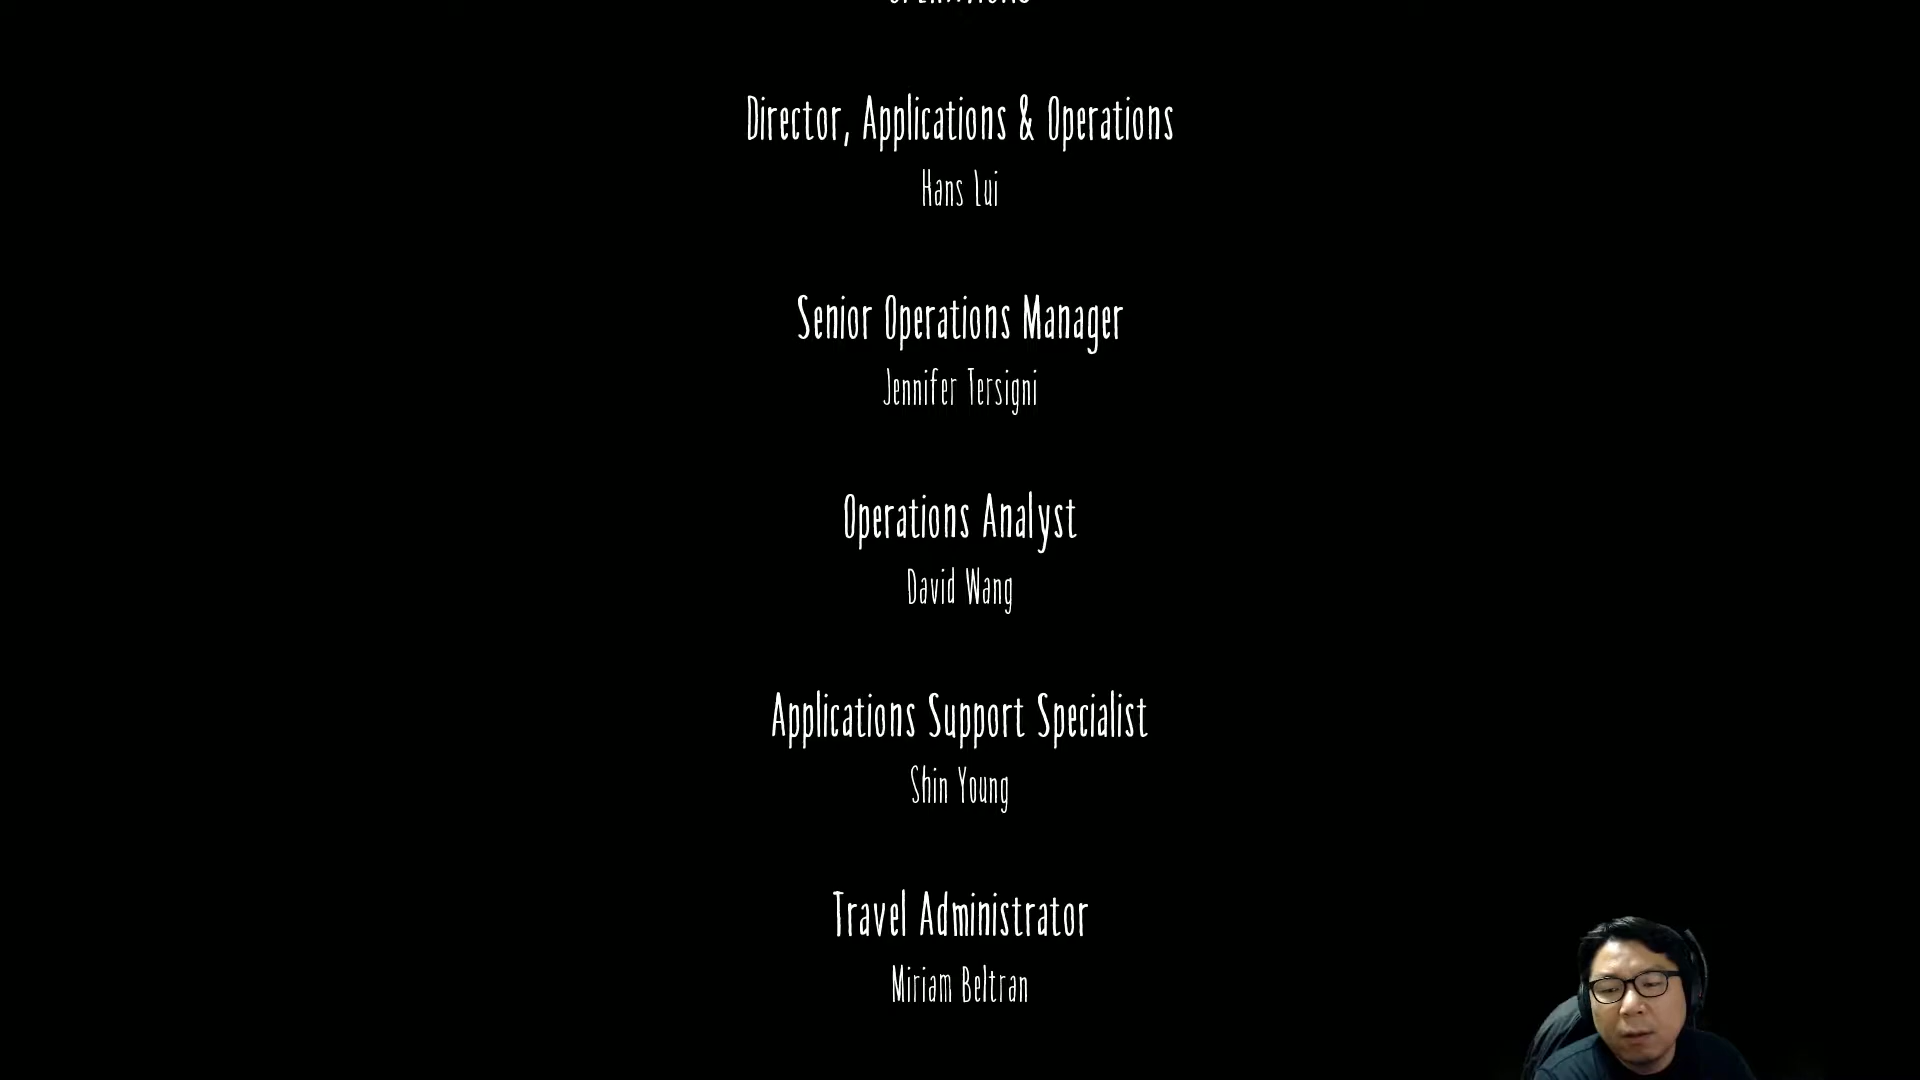 OPERATIONS
Director, Applications & Operations
Hans Lui
Senior Operations Manager
Jennifer Tersigni
Operations Analyst
David Wang
Applications Support Specialist
Shin Young
Travel Administrator
Miriam Beltran